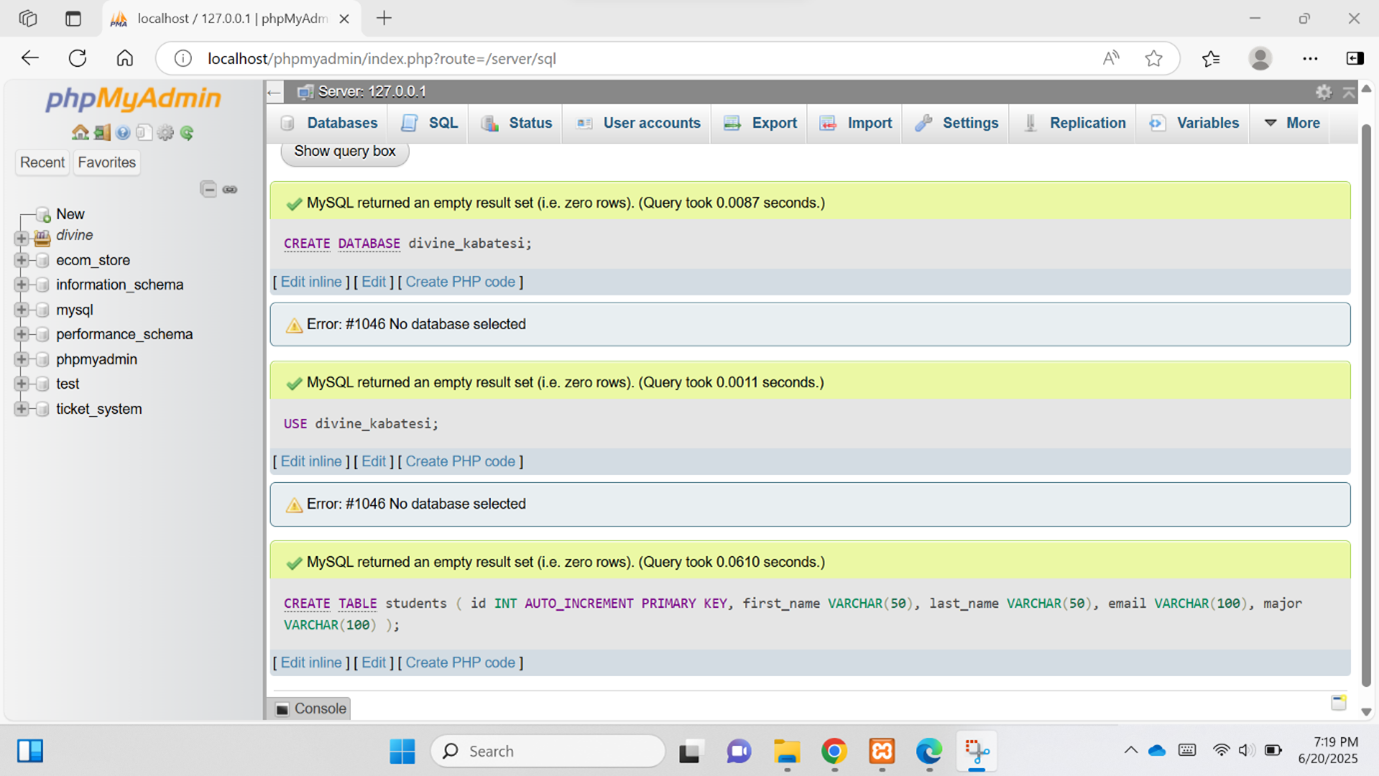 localhost / 127.0.0.1 | phpMyAdm
localhost/phpmyadmin/index.php?route=/server/sql
phpMyAdmin
Recent
Favorites
New
divine
ecom_store
information_schema
mysql
performance_schema
phpmyadmin
test
ticket_system
Server: 127.0.0.1
Databases
SQL
Status
User accounts
Export
Import
Settings
Replication
Variables
More
Show query box
MySQL returned an empty result set (i.e. zero rows). (Query took 0.0087 seconds.)
CREATE DATABASE divine_kabatesi;
[ Edit inline ] [ Edit ] [ Create PHP code ]
Error: #1046 No database selected
MySQL returned an empty result set (i.e. zero rows). (Query took 0.0011 seconds.)
USE divine_kabatesi;
[ Edit inline ] [ Edit ] [ Create PHP code ]
Error: #1046 No database selected
MySQL returned an empty result set (i.e. zero rows). (Query took 0.0610 seconds.)
CREATE TABLE students ( id INT AUTO_INCREMENT PRIMARY KEY, first_name VARCHAR(50), last_name VARCHAR(50), email VARCHAR(100), major
VARCHAR(100) );
[ Edit inline ] [ Edit ] [ Create PHP code ]
Console
Search
7:19 PM
6/20/2025